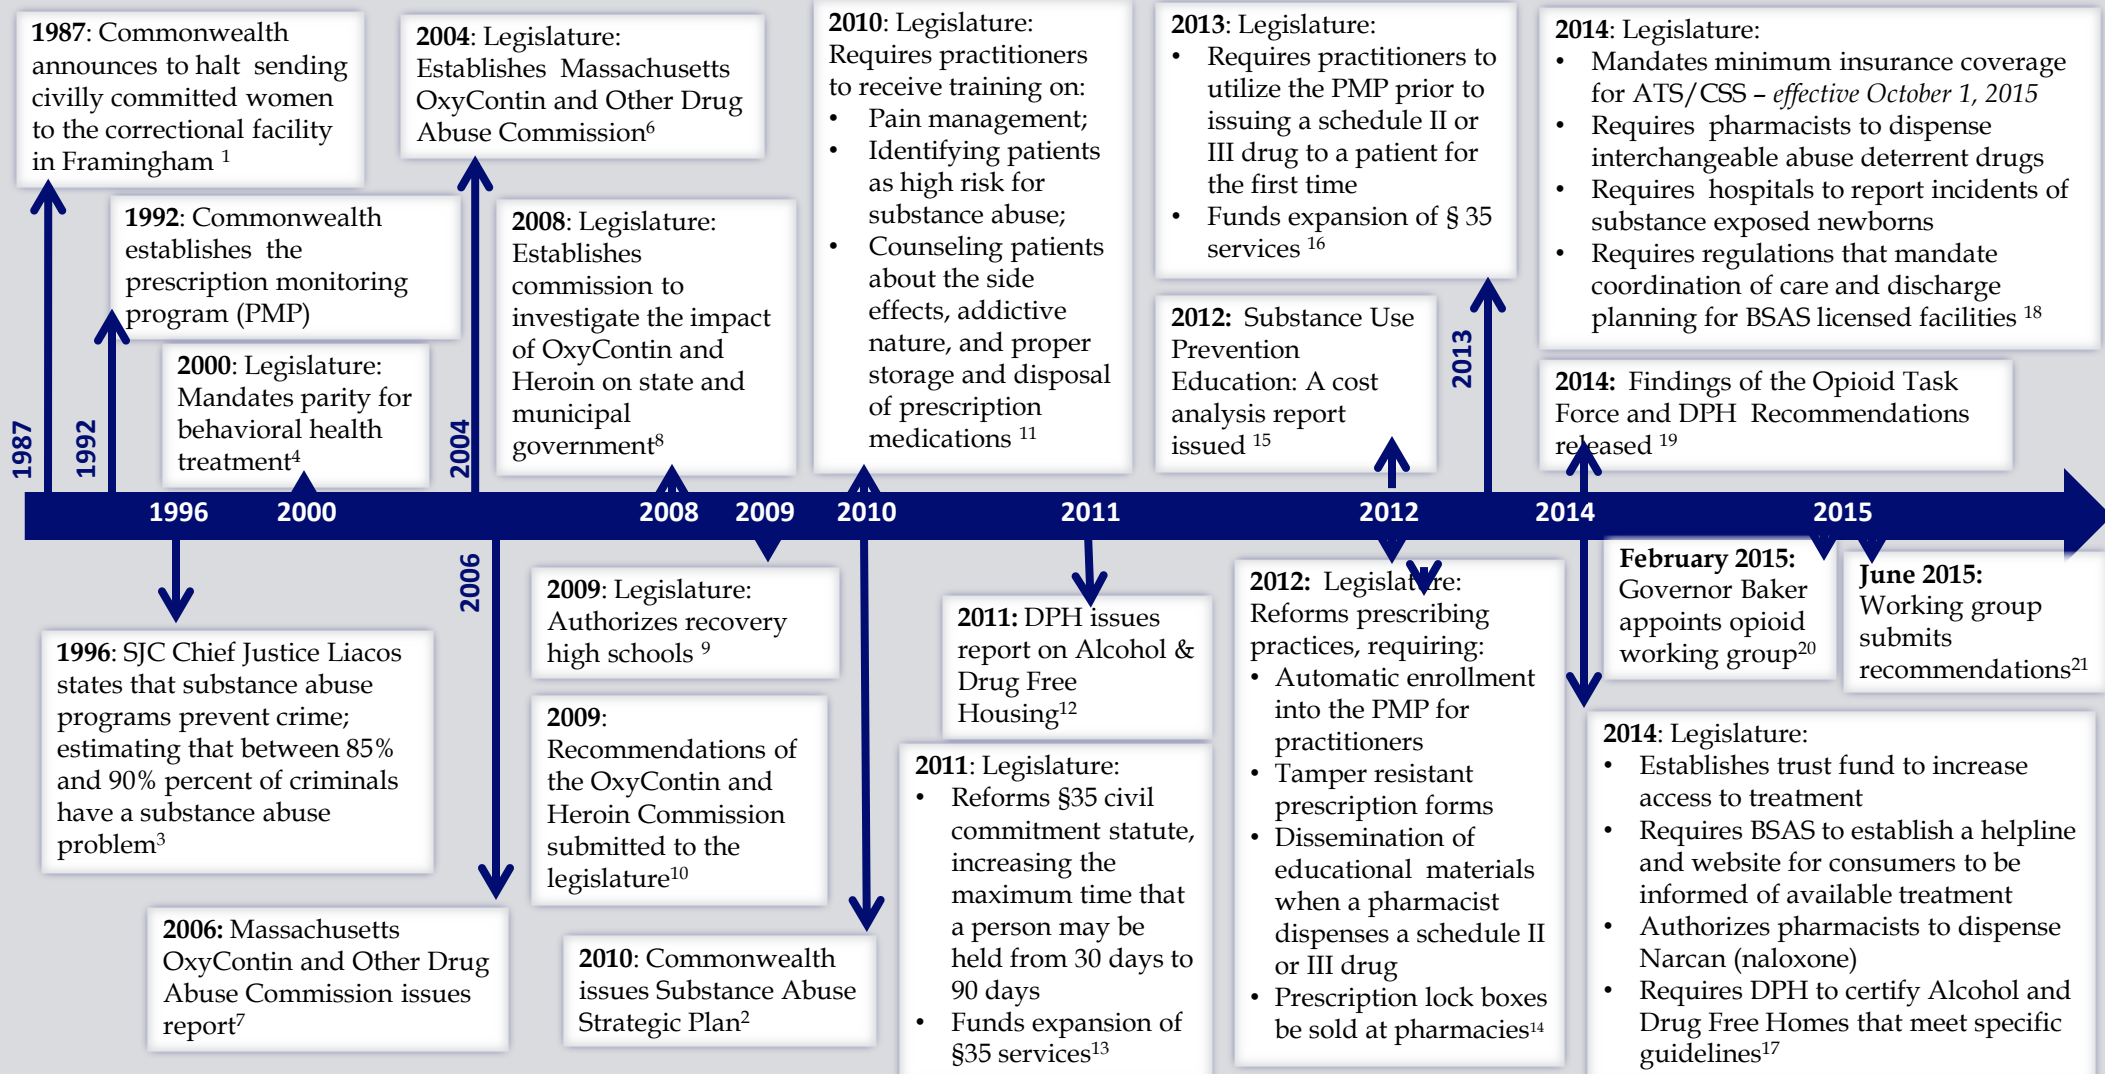 1987: Commonwealth
announces to halt sending
civilly committed women
to the correctional facility
in Framingham ¹
1992: Commonwealth
establishes the
prescription monitoring
program (PMP)
2000: Legislature:
Mandates parity for
behavioral health
treatment⁴
2004: Legislature:
Establishes Massachusetts
OxyContin and Other Drug
Abuse Commission⁶
2008: Legislature:
Establishes
commission to
investigate the impact
of OxyContin and
Heroin on state and
municipal
government⁸
2010: Legislature:
Requires practitioners
to receive training on:
• Pain management;
• Identifying patients
as high risk for
substance abuse;
• Counseling patients
about the side
effects, addictive
nature, and proper
storage and disposal
of prescription
medications ¹¹
2013: Legislature:
• Requires practitioners to
utilize the PMP prior to
issuing a schedule II or
III drug to a patient for
the first time
• Funds expansion of § 35
services ¹⁶
2012: Substance Use
Prevention
Education: A cost
analysis report
issued ¹⁵
2014: Legislature:
• Mandates minimum insurance coverage
for ATS/CSS – effective October 1, 2015
• Requires pharmacists to dispense
interchangeable abuse deterrent drugs
• Requires hospitals to report incidents of
substance exposed newborns
• Requires regulations that mandate
coordination of care and discharge
planning for BSAS licensed facilities ¹⁸
2014: Findings of the Opioid Task
Force and DPH Recommendations
released ¹⁹
1987
1992
2004
2013
1996 2000 2008 2009 2010 2011 2012 2014 2015
2006
1996: SJC Chief Justice Liacos
states that substance abuse
programs prevent crime;
estimating that between 85%
and 90% percent of criminals
have a substance abuse
problem³
2006: Massachusetts
OxyContin and Other Drug
Abuse Commission issues
report⁷
2009: Legislature:
Authorizes recovery
high schools ⁹
2009:
Recommendations of
the OxyContin and
Heroin Commission
submitted to the
legislature¹⁰
2010: Commonwealth
issues Substance Abuse
Strategic Plan²
2011: DPH issues
report on Alcohol &
Drug Free
Housing¹²
2011: Legislature:
• Reforms §35 civil
commitment statute,
increasing the
maximum time that
a person may be
held from 30 days to
90 days
• Funds expansion of
§35 services¹³
2012: Legislature:
Reforms prescribing
practices, requiring:
• Automatic enrollment
into the PMP for
practitioners
• Tamper resistant
prescription forms
• Dissemination of
educational materials
when a pharmacist
dispenses a schedule II
or III drug
• Prescription lock boxes
be sold at pharmacies¹⁴
February 2015:
Governor Baker
appoints opioid
working group²⁰
June 2015:
Working group
submits
recommendations²¹
2014: Legislature:
• Establishes trust fund to increase
access to treatment
• Requires BSAS to establish a helpline
and website for consumers to be
informed of available treatment
• Authorizes pharmacists to dispense
Narcan (naloxone)
• Requires DPH to certify Alcohol and
Drug Free Homes that meet specific
guidelines¹⁷